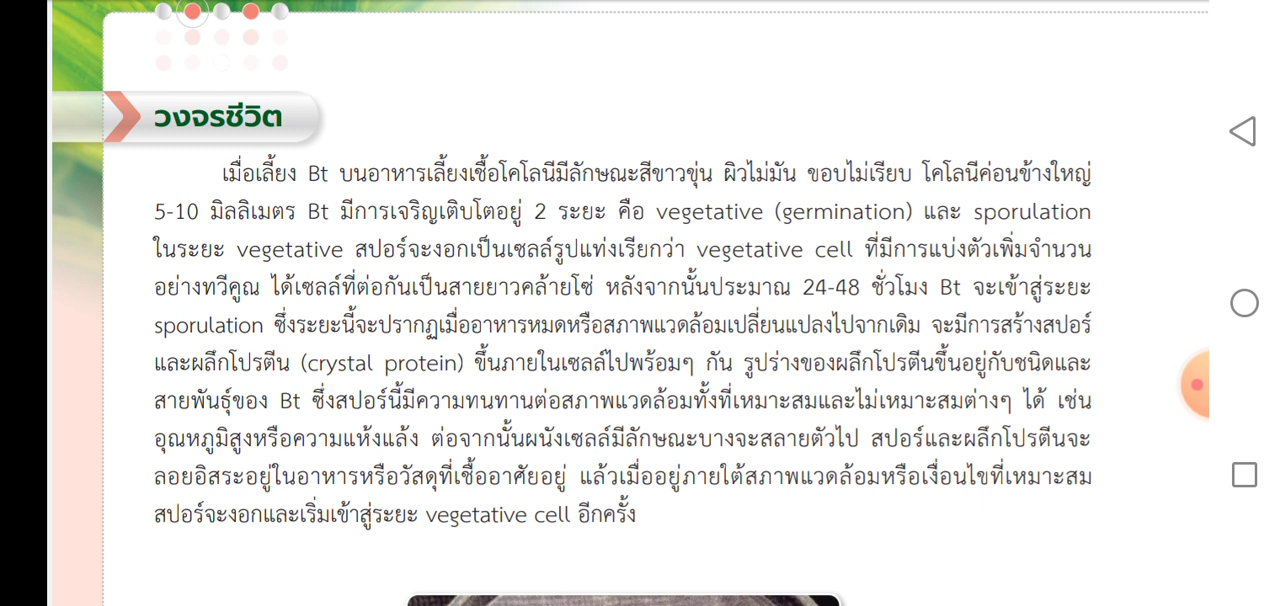 วงจรชีวิต
เมื่อเลี้ยง Bt บนอาหารเลี้ยงเชื้อโคโลนีมีลักษณะสีขาวขุ่น ผิวไม่มัน ขอบไม่เรียบ โคโลนีค่อนข้างใหญ่
5-10 มิลลิเมตร Bt มีการเจริญเติบโตอยู่ 2 ระยะ คือ vegetative (germination) และ sporulation
ในระยะ vegetative สปอร์จะงอกเป็นเซลล์รูปแท่งเรียกว่า vegetative cell ที่มีการแบ่งตัวเพิ่มจำนวน
อย่างทวีคูณ ได้เซลล์ที่ต่อกันเป็นสายยาวคล้ายโซ่ หลังจากนั้นประมาณ 24-48 ชั่วโมง Bt จะเข้าสู่ระยะ
sporulation ซึ่งระยะนี้จะปรากฏเมื่ออาหารหมดหรือสภาพแวดล้อมเปลี่ยนแปลงไปจากเดิม จะมีการสร้างสปอร์
และผลึกโปรตีน (crystal protein) ขึ้นภายในเซลล์ไปพร้อมๆ กัน รูปร่างของผลึกโปรตีนขึ้นอยู่กับชนิดและ
สายพันธุ์ของ Bt ซึ่งสปอร์นี้มีความทนทานต่อสภาพแวดล้อมทั้งที่เหมาะสมและไม่เหมาะสมต่างๆ ได้ เช่น
อุณหภูมิสูงหรือความแห้งแล้ง ต่อจากนั้นผนังเซลล์มีลักษณะบางจะสลายตัวไป สปอร์และผลึกโปรตีนจะ
ลอยอิสระอยู่ในอาหารหรือวัสดุที่เชื้ออาศัยอยู่ แล้วเมื่ออยู่ภายใต้สภาพแวดล้อมหรือเงื่อนไขที่เหมาะสม
สปอร์จะงอกและเริ่มเข้าสู่ระยะ vegetative cell อีกครั้ง